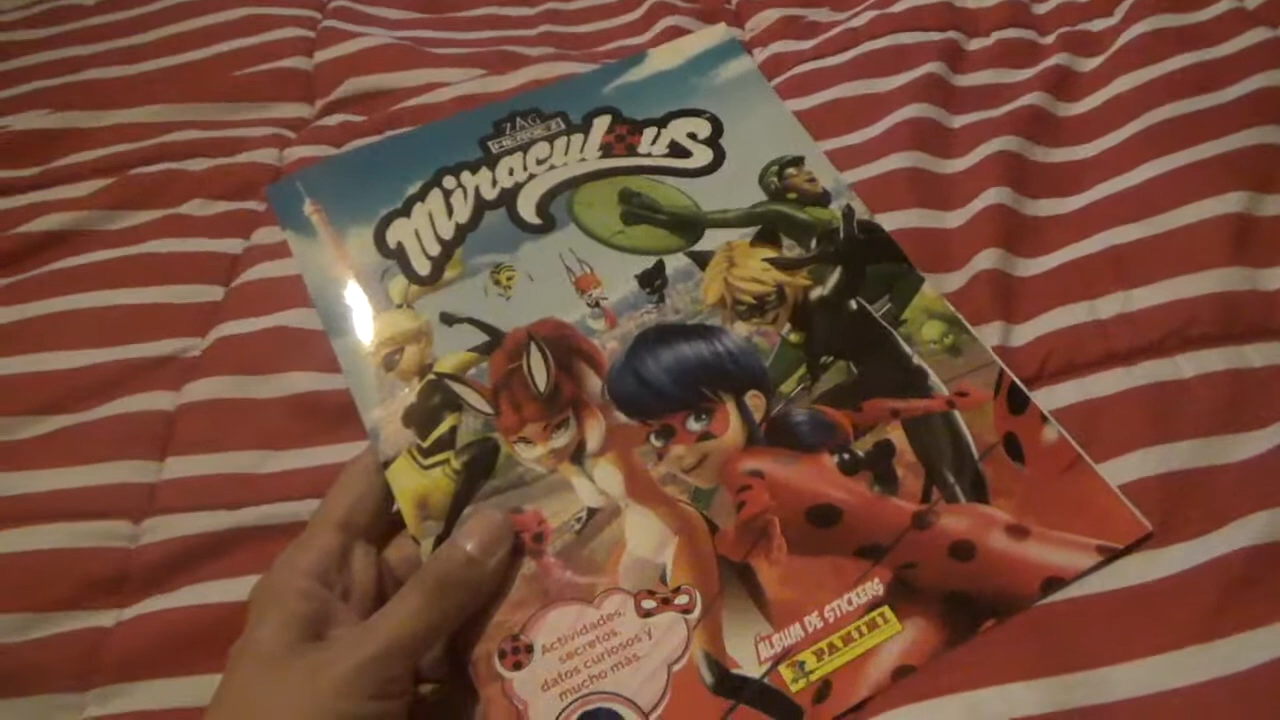 ZAG
HEROEZ
Miraculous
Actividades,
secretos,
datos curiosos y
mucho más...
ÁLBUM DE STICKERS
PANINI